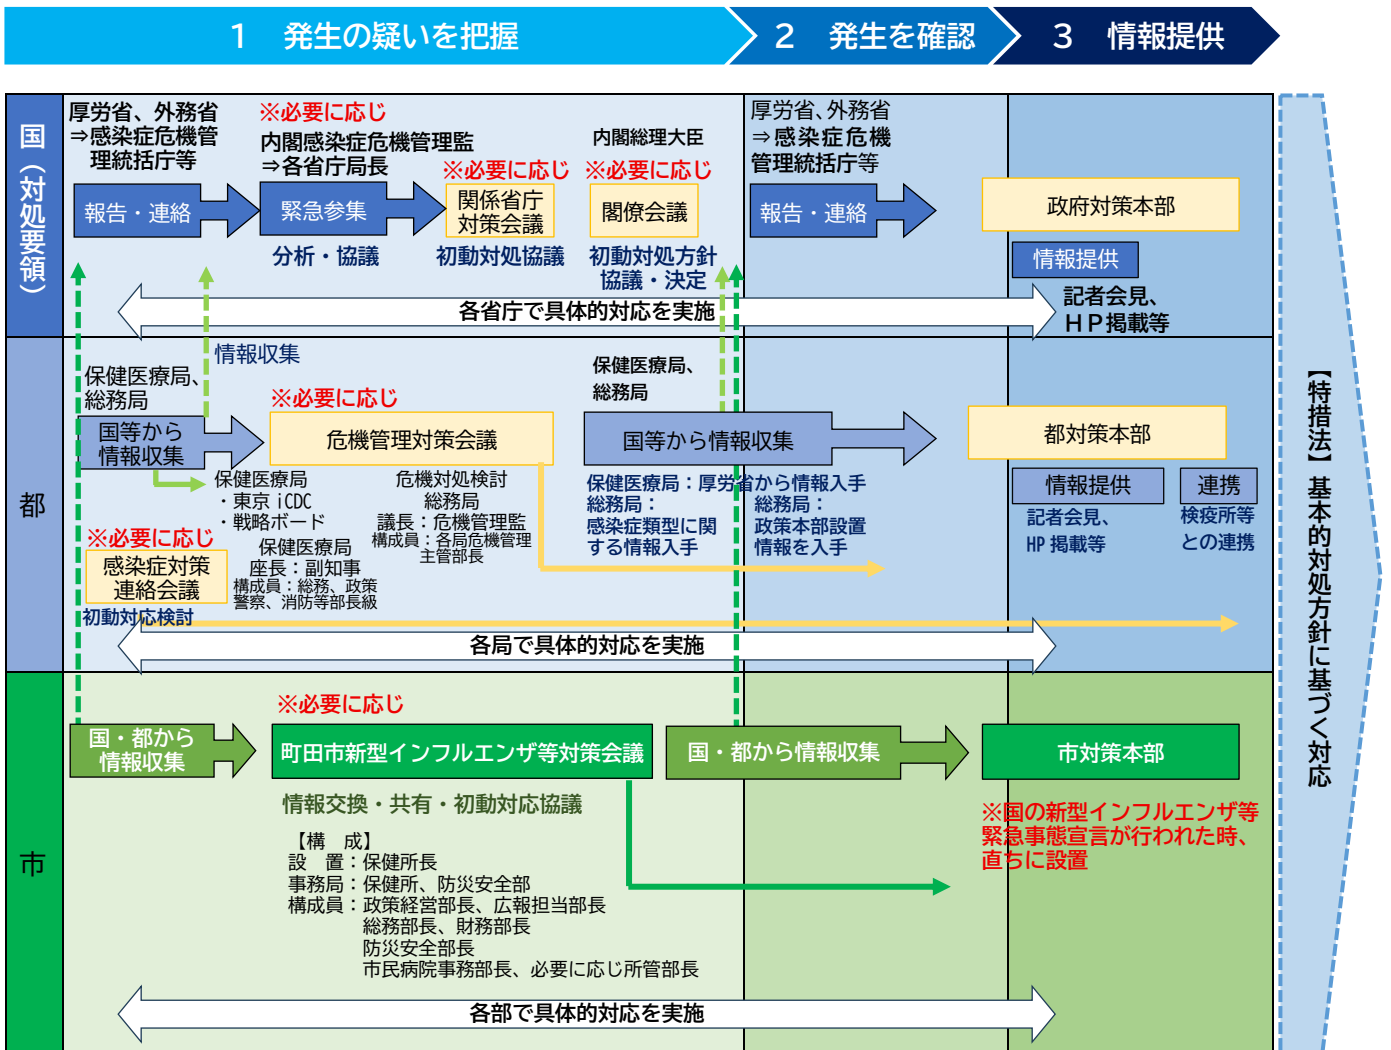 1　発生の疑いを把握
2　発生を確認
3　情報提供
国（対処要領）
厚労省、外務省
⇒感染症危機管
理統括庁等
報告・連絡
※必要に応じ
内閣感染症危機管理監
⇒各省庁局長
緊急参集
分析・協議
※必要に応じ
関係省庁
対策会議
初動対処協議
内閣総理大臣
※必要に応じ
閣僚会議
初動対処方針
協議・決定
厚労省、外務省
⇒感染症危機
管理統括庁等
報告・連絡
政府対策本部
情報提供
記者会見、
ＨＰ掲載等
各省庁で具体的対応を実施
都
情報収集
保健医療局、
総務局
国等から
情報収集
保健医療局
・東京 iCDC
・戦略ボード
※必要に応じ
危機管理対策会議
危機対処検討
総務局
議長：危機管理監
構成員：各局危機管理
主管部長
※必要に応じ
感染症対策
連絡会議
初動対応検討
保健医療局
座長：副知事
構成員：総務、政策
警察、消防等部長級
保健医療局、
総務局
国等から情報収集
保健医療局：厚労省から情報入手
総務局：
感染症類型に関
する情報入手
総務局：
政策本部設置
情報を入手
都対策本部
情報提供
記者会見、
HP 掲載等
連携
検疫所等
との連携
各局で具体的対応を実施
市
国・都から
情報収集
※必要に応じ
町田市新型インフルエンザ等対策会議
情報交換・共有・初動対応協議
【構　成】
設　置：保健所長
事務局：保健所、防災安全部
構成員：政策経営部長、広報担当部長
総務部長、財務部長
防災安全部長
市民病院事務部長、必要に応じ所管部長
国・都から情報収集
市対策本部
※国の新型インフルエンザ等
緊急事態宣言が行われた時、
直ちに設置
各部で具体的対応を実施
【特措法】基本的対処方針に基づく対応